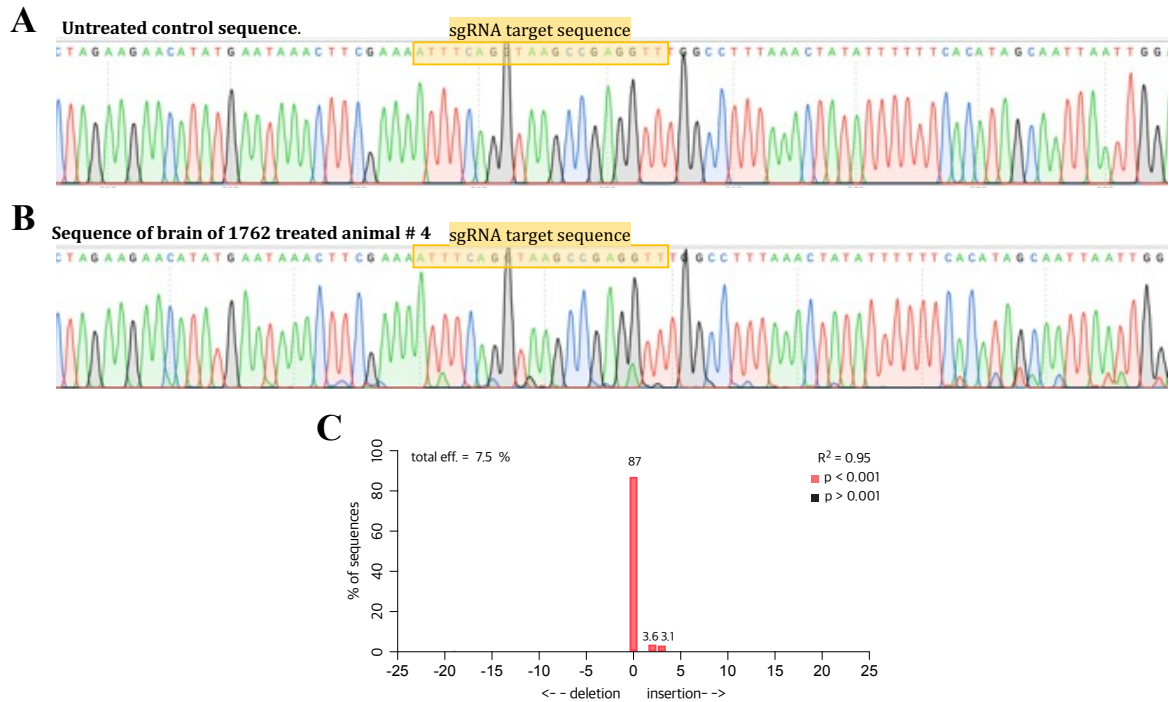 A
Untreated control sequence.
sgRNA target sequence
CTAGAAGAACATATGAATAAACTTCGAAAATTTCAGGTAAGCCGAGGTTTGGCCTTTAAACTATATTTTTTCACATAGCAATTAATTGG
B
Sequence of brain of 1762 treated animal # 4
sgRNA target sequence
CTAGAAGAACATATGAATAAACTTCGAAAATTTCAGGTAAGCCGAGGTTTGGCCTTTAAACTATATTTTTTCACATAGCAATTAATTGG
C
total eff. = 7.5 %
R² = 0.95
p < 0.001
p > 0.001
87
3.6 3.1
% of sequences
100
80
60
40
20
0
-25 -20 -15 -10 -5 0 5 10 15 20 25
<- - deletion insertion- ->